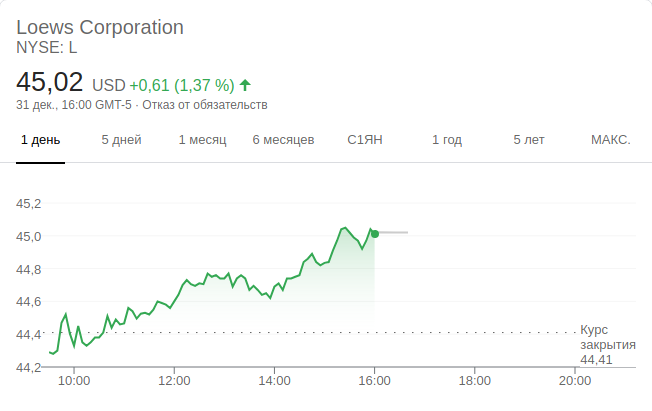 Loews Corporation
NYSE: L
45,02 USD +0,61 (1,37 %)
31 дек., 16:00 GMT-5 · Отказ от обязательств
1 день 5 дней 1 месяц 6 месяцев С1ЯН 1 год 5 лет МАКС.
45,2
45,0
44,8
44,6
44,4
44,2
Курс
закрытия
44,41
10:00 12:00 14:00 16:00 18:00 20:00